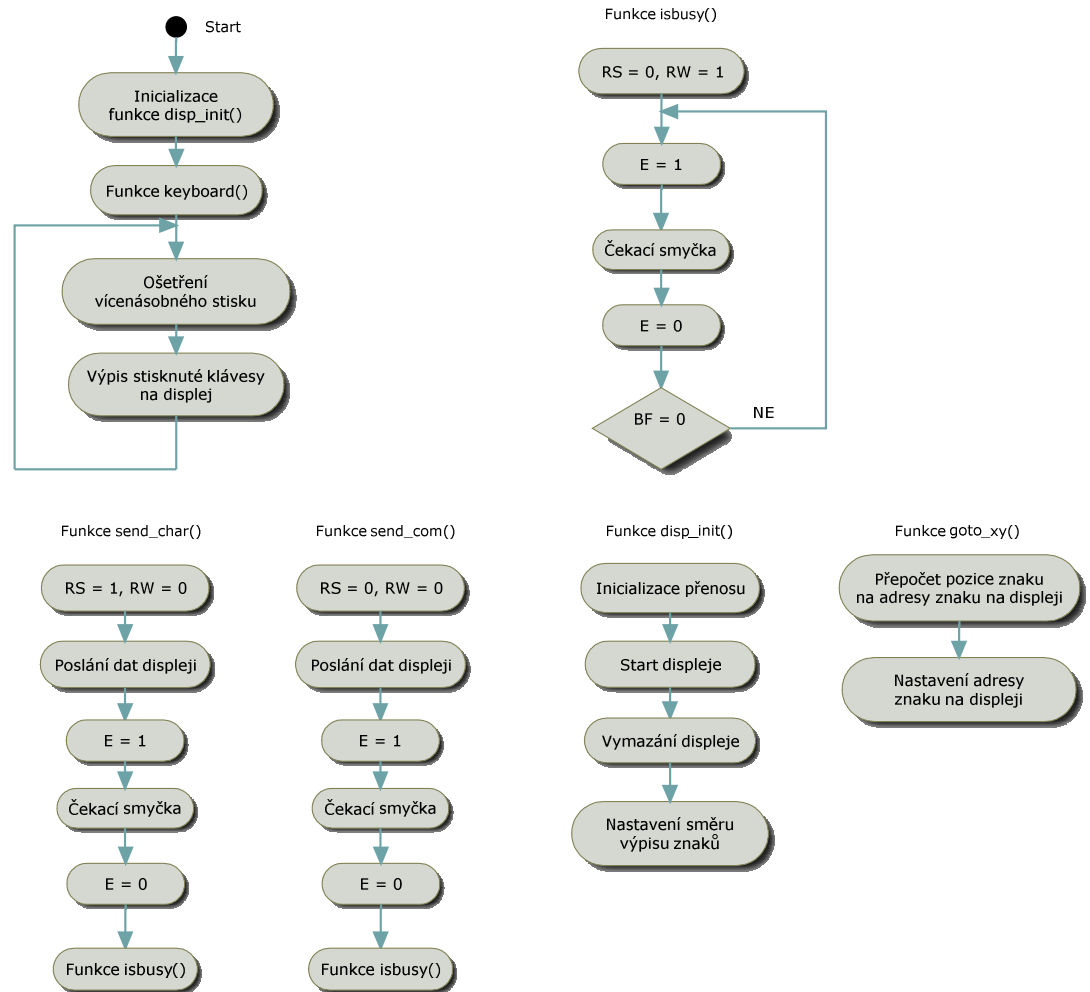 Start
Inicializace
funkce disp_init()
Funkce keyboard()
Ošetření
vícenásobného stisku
Výpis stisknuté klávesy
na displej
Funkce isbusy()
RS = 0, RW = 1
E = 1
Čekací smyčka
E = 0
BF = 0
NE
Funkce send_char()
RS = 1, RW = 0
Poslání dat displeji
E = 1
Čekací smyčka
E = 0
Funkce isbusy()
Funkce send_com()
RS = 0, RW = 0
Poslání dat displeji
E = 1
Čekací smyčka
E = 0
Funkce isbusy()
Funkce disp_init()
Inicializace přenosu
Start displeje
Vymazání displeje
Nastavení směru
výpisu znaků
Funkce goto_xy()
Přepočet pozice znaku
na adresy znaku na displeji
Nastavení adresy
znaku na displeji